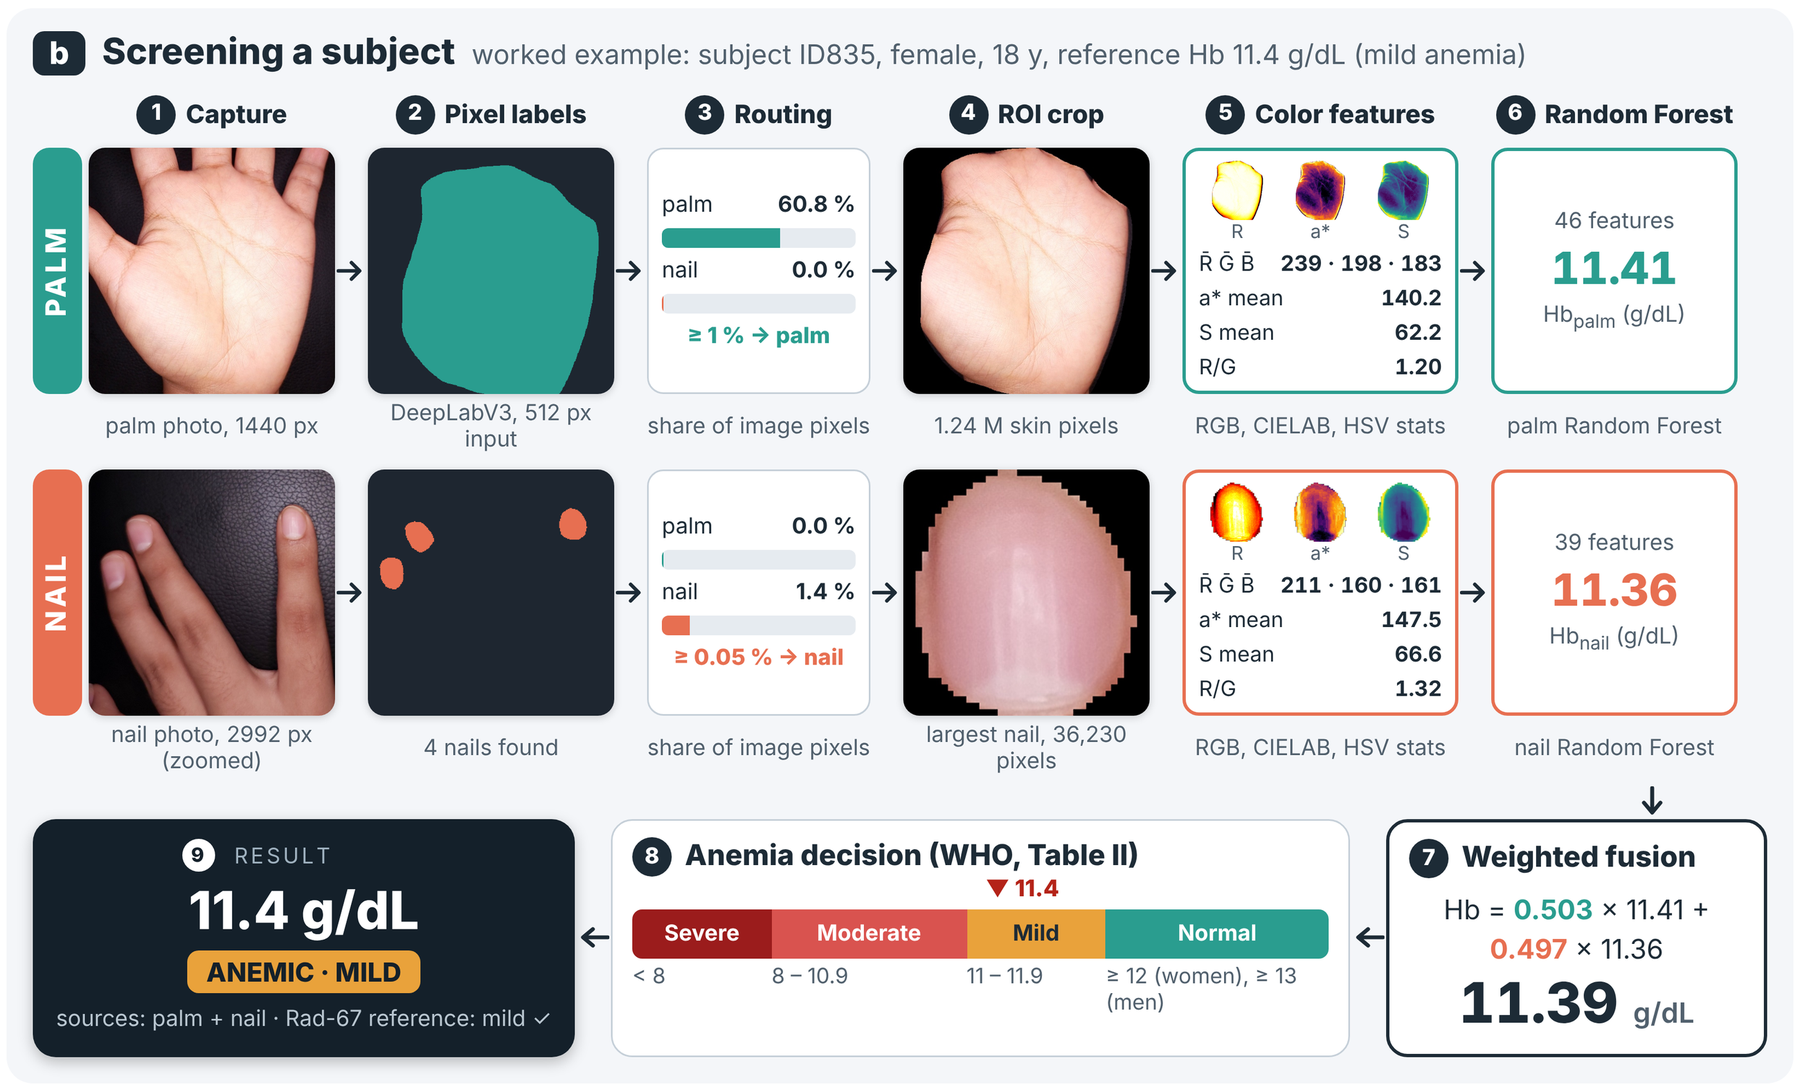 b Screening a subject worked example: subject ID835, female, 18 y, reference Hb 11.4 g/dL (mild anemia)
1 Capture 2 Pixel labels 3 Routing 4 ROI crop 5 Color features 6 Random Forest
PALM
palm 60.8 %
nail 0.0 %
≥ 1 % → palm
R a* S
R̄ Ḡ B̄ 239 · 198 · 183
a* mean 140.2
S mean 62.2
R/G 1.20
46 features
11.41
Hbpalm (g/dL)
palm photo, 1440 px
DeepLabV3, 512 px
input
share of image pixels
1.24 M skin pixels
RGB, CIELAB, HSV stats
palm Random Forest
NAIL
palm 0.0 %
nail 1.4 %
≥ 0.05 % → nail
R a* S
R̄ Ḡ B̄ 211 · 160 · 161
a* mean 147.5
S mean 66.6
R/G 1.32
39 features
11.36
Hbnail (g/dL)
nail photo, 2992 px
(zoomed)
4 nails found
share of image pixels
largest nail, 36,230
pixels
RGB, CIELAB, HSV stats
nail Random Forest
9 RESULT
11.4 g/dL
ANEMIC · MILD
sources: palm + nail · Rad-67 reference: mild ✓
8 Anemia decision (WHO, Table II)
▼ 11.4
Severe Moderate Mild Normal
< 8 8 – 10.9 11 – 11.9 ≥ 12 (women), ≥ 13
(men)
7 Weighted fusion
Hb = 0.503 × 11.41 +
0.497 × 11.36
11.39 g/dL